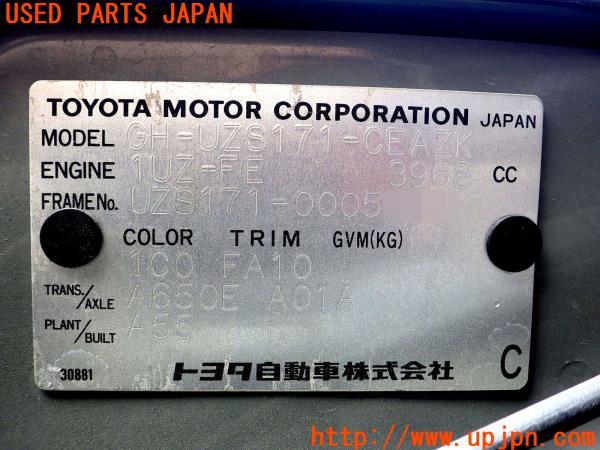 USED PARTS JAPAN
TOYOTA MOTOR CORPORATION JAPAN
MODEL GH-UZS171-CEAZK
ENGINE 1UZ-FE 3968 CC
FRAME No. UZS171-0005
COLOR TRIM GVM(KG)
1C0 FA10
TRANS./AXLE A650E A01A
PLANT/BUILT A55
30881 トヨタ自動車株式会社 C
http://www.upjpn.com